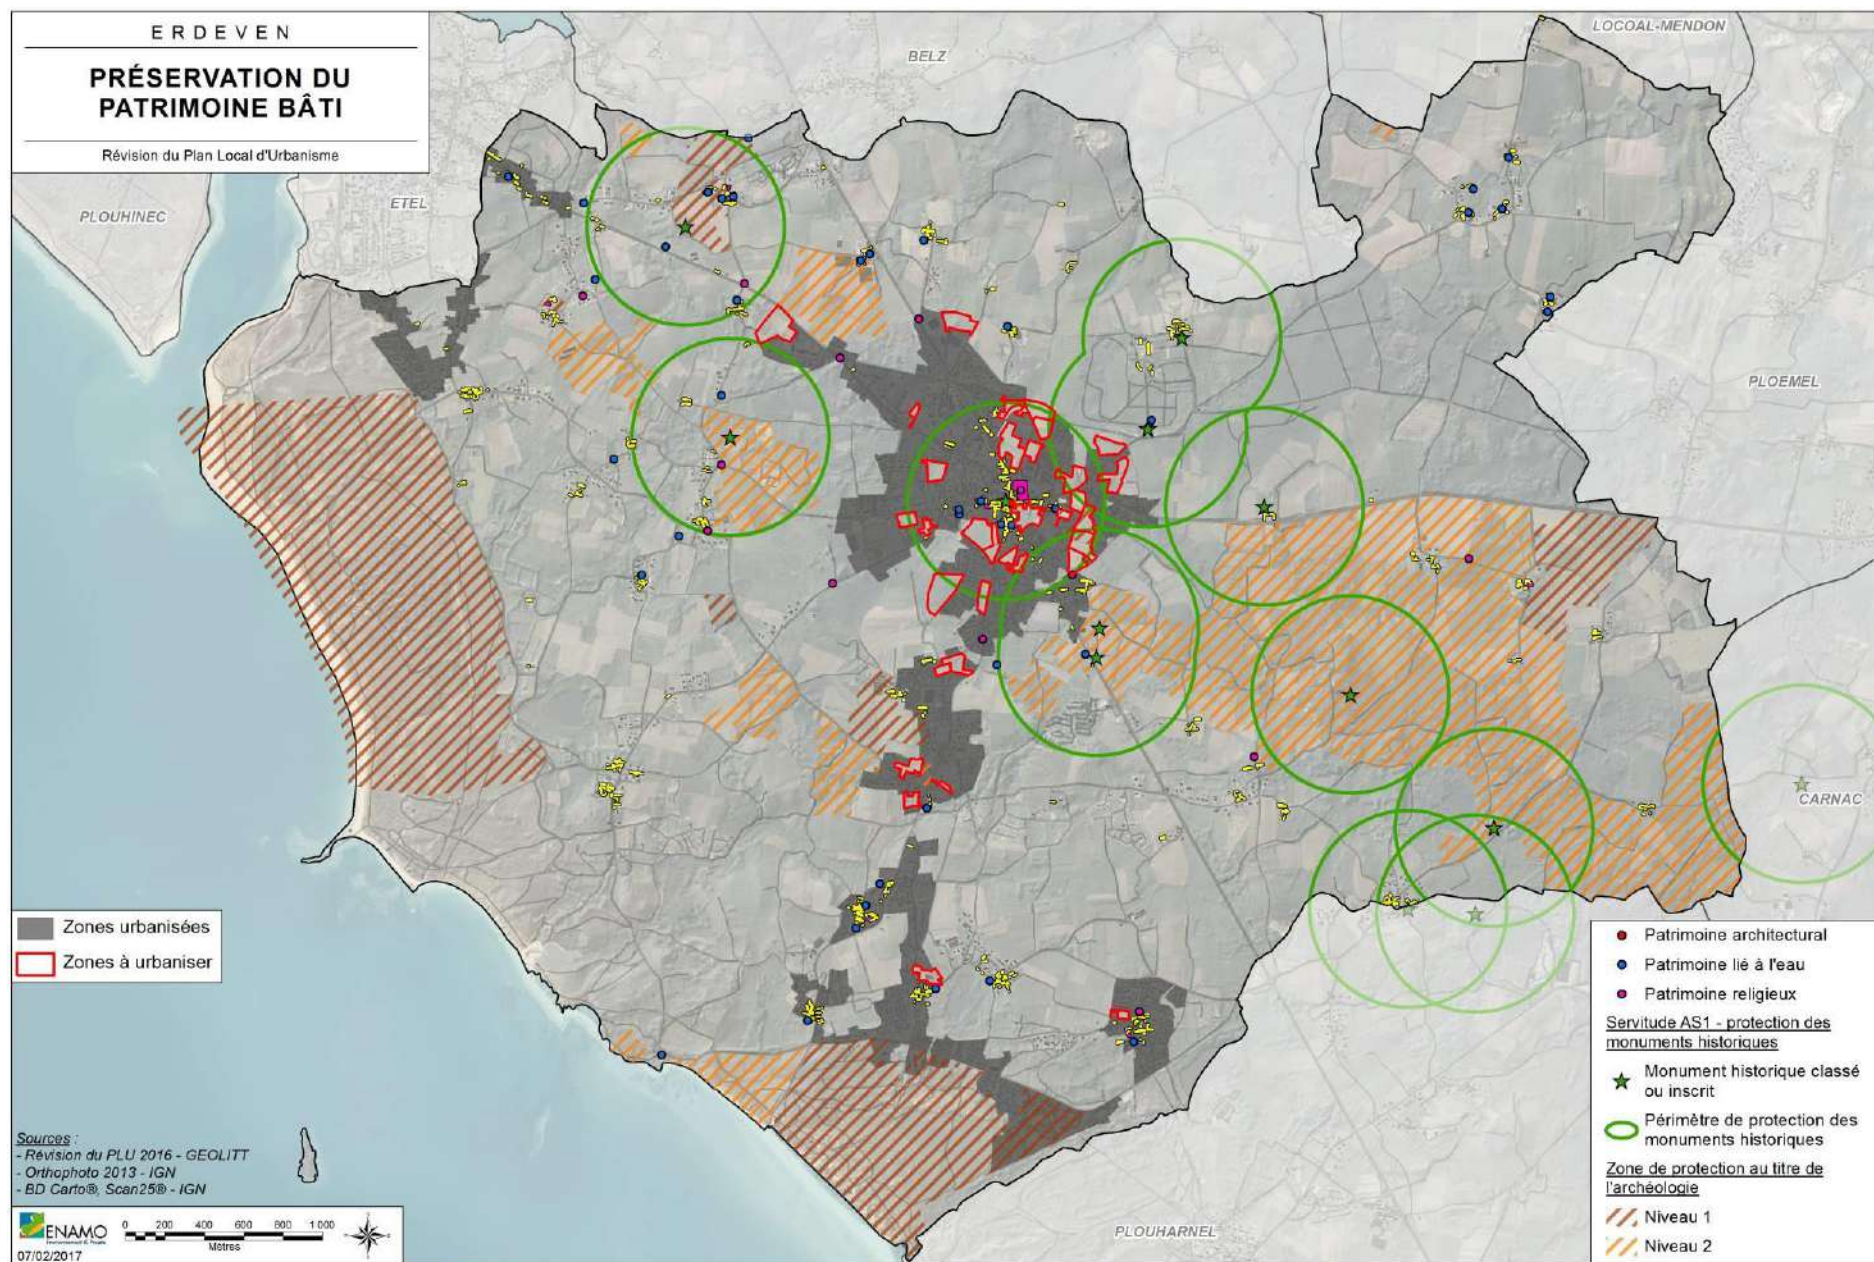 ERDEVEN
PRÉSERVATION DU
PATRIMOINE BÂTI
Révision du Plan Local d'Urbanisme
LOCOAL-MENDON
BELZ
ETEL
PLOUHINEC
PLOEMEL
CARNAC
PLOUHARNEL
Zones urbanisées
Zones à urbaniser
Sources :
- Révision du PLU 2016 - GEOLITT
- Orthophoto 2013 - IGN
- BD Carto®, Scan25® - IGN
ENAMO
07/02/2017
0 200 400 600 800 1 000
Mètres
Patrimoine architectural
Patrimoine lié à l'eau
Patrimoine religieux
Servitude AS1 - protection des
monuments historiques
Monument historique classé
ou inscrit
Périmètre de protection des
monuments historiques
Zone de protection au titre de
l'archéologie
Niveau 1
Niveau 2